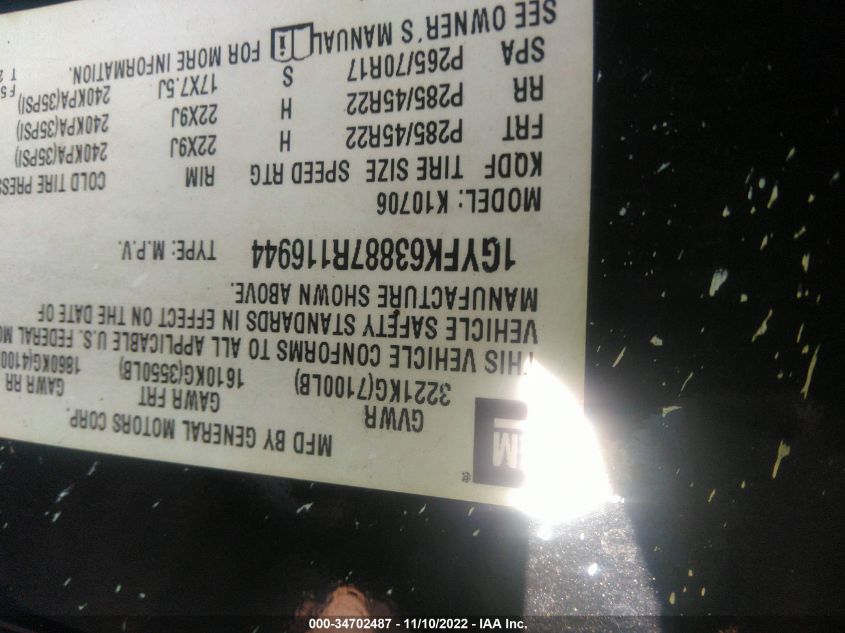 MFD BY GENERAL MOTORS CORP.
GVWR GAWR FRT GAWR RR
3221KG(7100LB) 1610KG(3550LB) 1860KG(4100
THIS VEHICLE CONFORMS TO ALL APPLICABLE U.S. FEDERAL MO
VEHICLE SAFETY STANDARDS IN EFFECT ON THE DATE OF
MANUFACTURE SHOWN ABOVE.
1GYFK63887R116944 TYPE: M.P.V.
MODEL: K10706
KQDF TIRE SIZE SPEED RTG RIM COLD TIRE PRESS
FRT P285/45R22 H 22X9J 240KPA(35PSI)
RR P285/45R22 H 22X9J 240KPA(35PSI)
SPA P265/70R17 S 17X7.5J 240KPA(35PSI)
SEE OWNER'S MANUAL i FOR MORE INFORMATION.
000-34702487 - 11/10/2022 - IAA Inc.